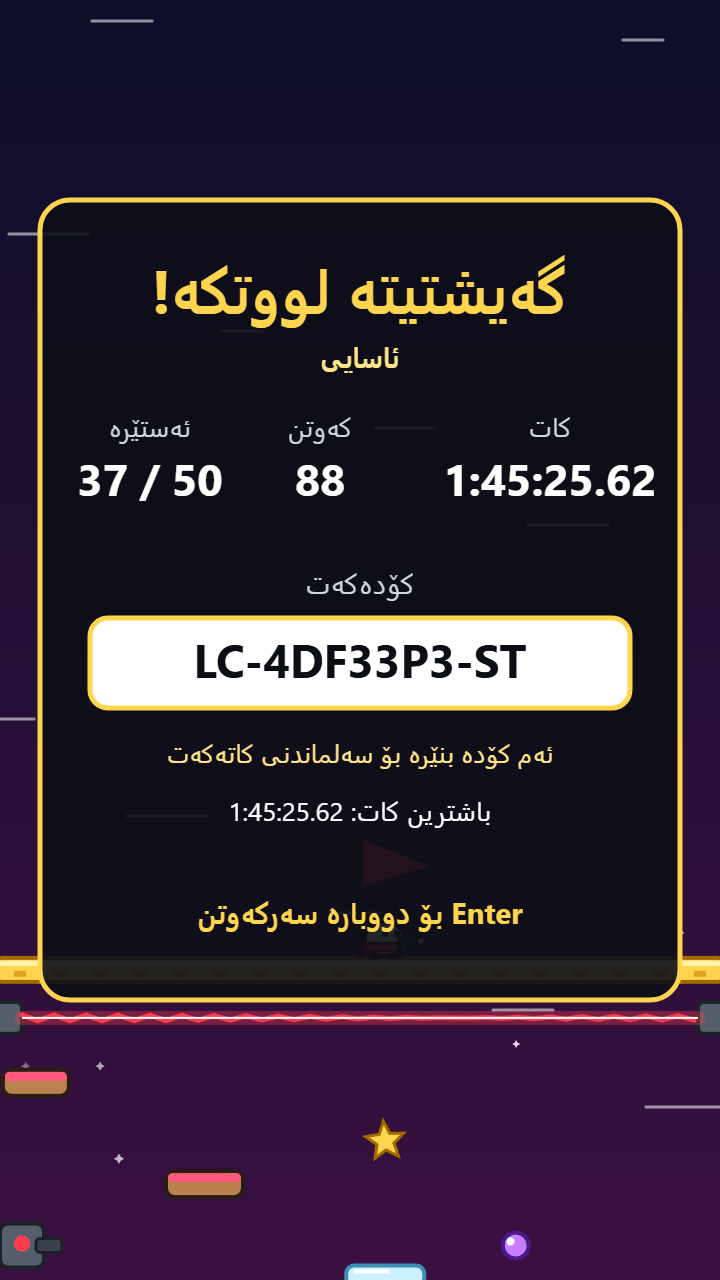 گەیشتیتە لووتکە!
ئاسایی
کات کەوتن ئەستێرە
1:45:25.62 88 37 / 50
کۆدەکەت
LC-4DF33P3-ST
ئەم کۆدە بنێرە بۆ سەلماندنی کاتەکەت
باشترین کات: 1:45:25.62
Enter بۆ دووبارە سەرکەوتن